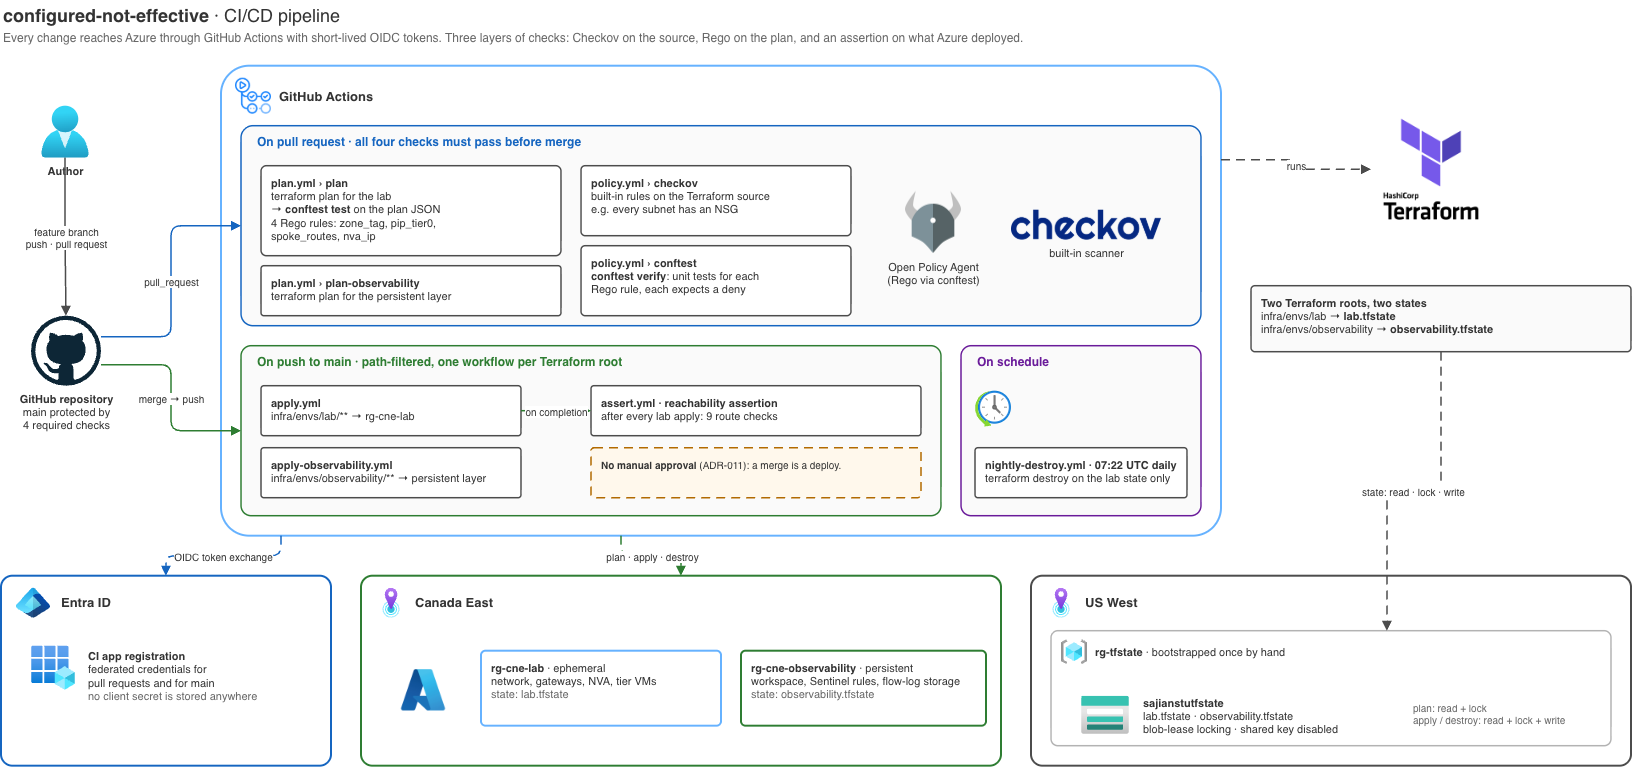 configured-not-effective · CI/CD pipeline
Every change reaches Azure through GitHub Actions with short-lived OIDC tokens. Three layers of checks: Checkov on the source, Rego on the plan, and an assertion on what Azure deployed.
Author
feature branch
push · pull request
GitHub repository
main protected by
4 required checks
pull_request
merge → push
GitHub Actions
On pull request · all four checks must pass before merge
plan.yml › plan
terraform plan for the lab
→ conftest test on the plan JSON
4 Rego rules: zone_tag, pip_tier0,
spoke_routes, nva_ip
plan.yml › plan-observability
terraform plan for the persistent layer
policy.yml › checkov
built-in rules on the Terraform source
e.g. every subnet has an NSG
policy.yml › conftest
conftest verify: unit tests for each
Rego rule, each expects a deny
Open Policy Agent
(Rego via conftest)
checkov
built-in scanner
On push to main · path-filtered, one workflow per Terraform root
apply.yml
infra/envs/lab/** → rg-cne-lab
on completion
assert.yml · reachability assertion
after every lab apply: 9 route checks
apply-observability.yml
infra/envs/observability/** → persistent layer
No manual approval (ADR-011): a merge is a deploy.
On schedule
nightly-destroy.yml · 07:22 UTC daily
terraform destroy on the lab state only
runs
HashiCorp
Terraform
Two Terraform roots, two states
infra/envs/lab → lab.tfstate
infra/envs/observability → observability.tfstate
state: read · lock · write
OIDC token exchange
plan · apply · destroy
Entra ID
CI app registration
federated credentials for
pull requests and for main
no client secret is stored anywhere
Canada East
rg-cne-lab · ephemeral
network, gateways, NVA, tier VMs
state: lab.tfstate
rg-cne-observability · persistent
workspace, Sentinel rules, flow-log storage
state: observability.tfstate
US West
rg-tfstate · bootstrapped once by hand
sajianstutfstate
lab.tfstate · observability.tfstate
blob-lease locking · shared key disabled
plan: read + lock
apply / destroy: read + lock + write